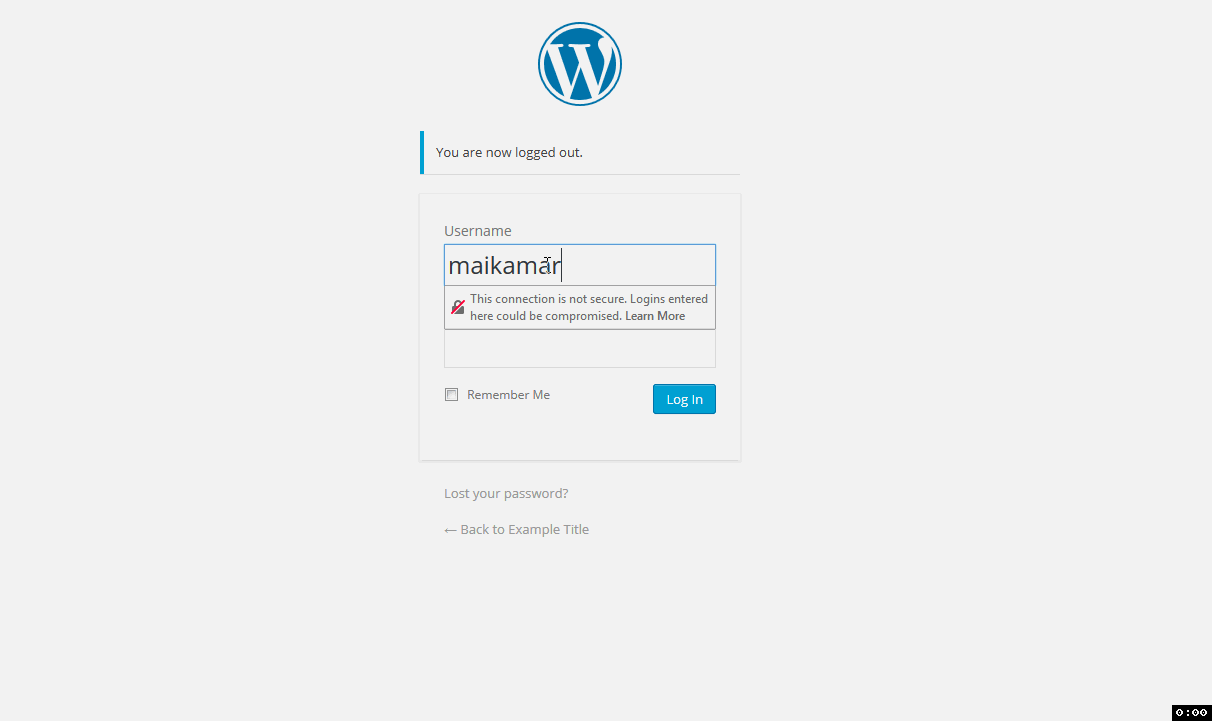 You are now logged out.
Username
maikamar
This connection is not secure. Logins entered
here could be compromised. Learn More
Remember Me
Log In
Lost your password?
← Back to Example Title
0:00